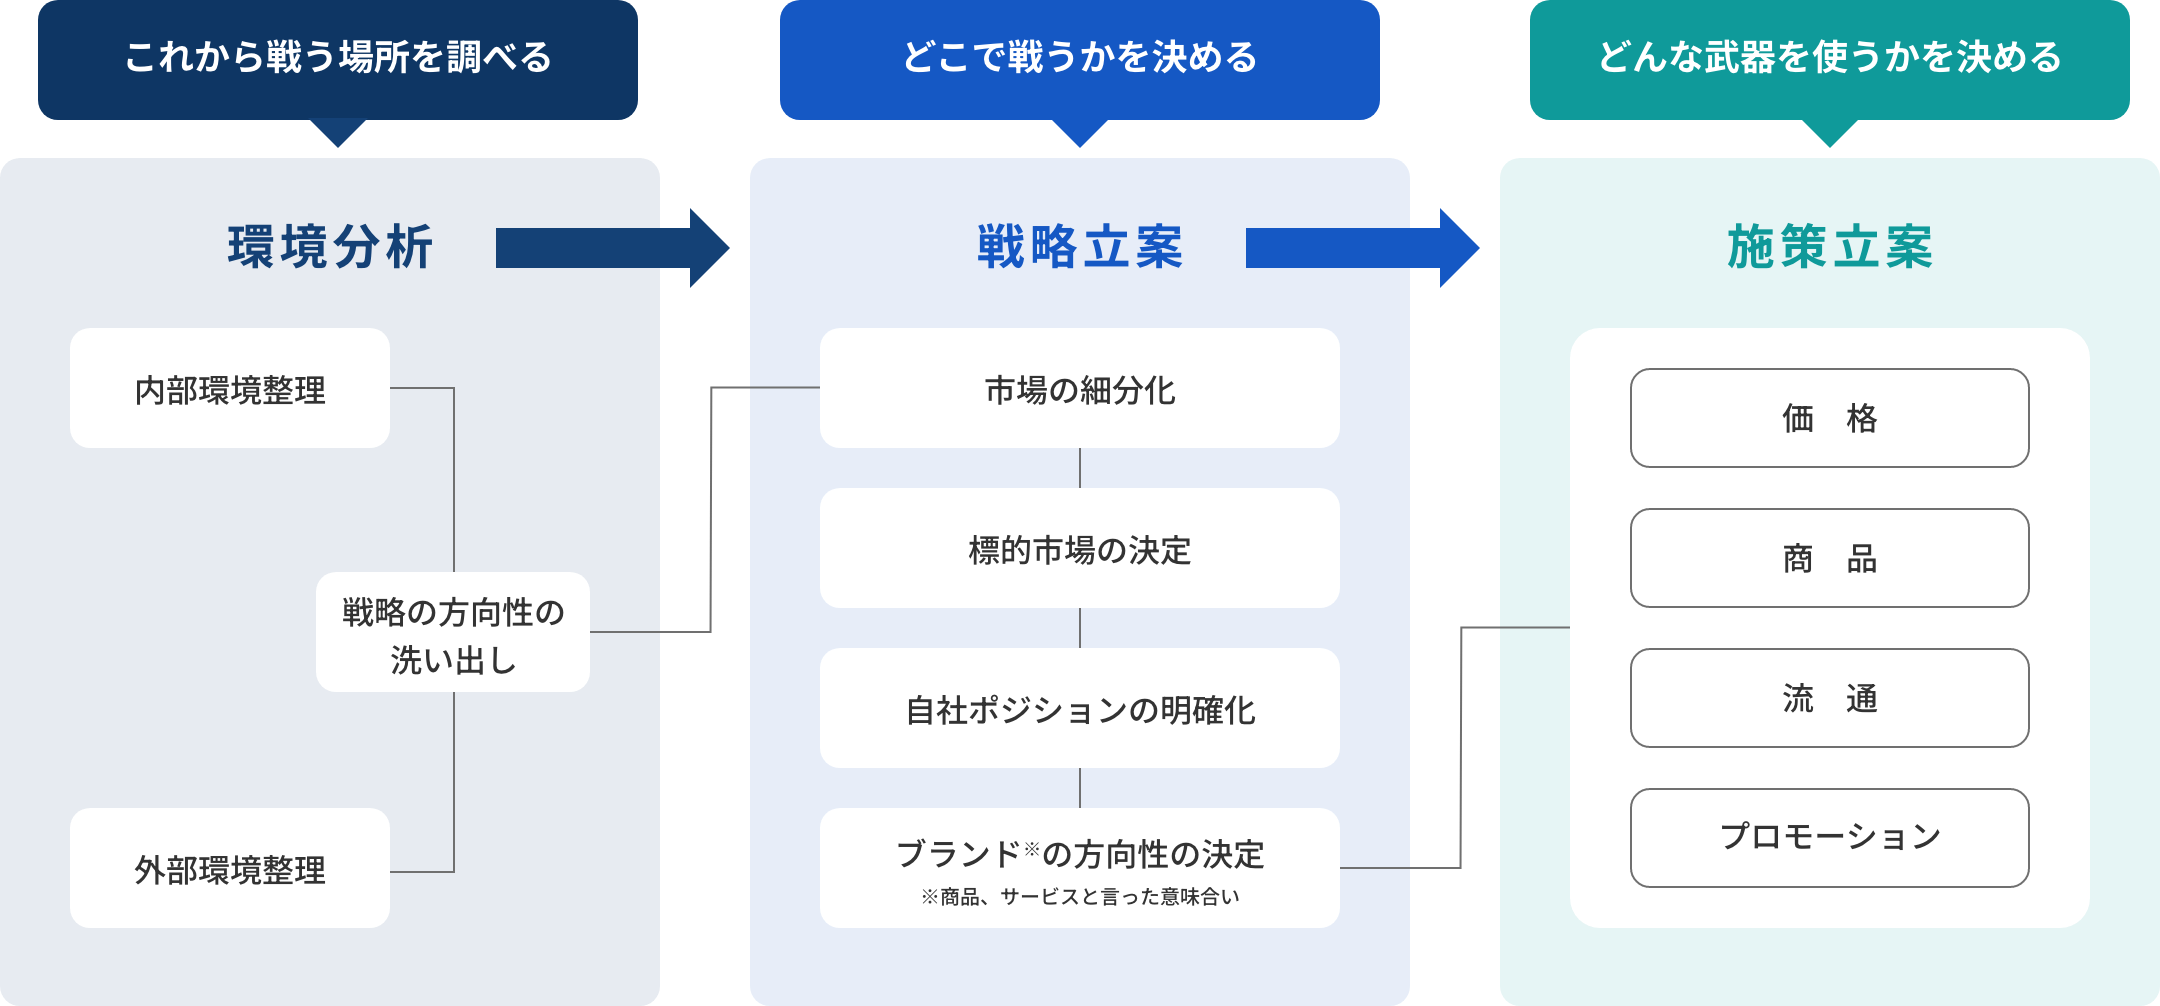 これから戦う場所を調べる
環境分析
内部環境整理
戦略の方向性の
洗い出し
外部環境整理
どこで戦うかを決める
戦略立案
市場の細分化
標的市場の決定
自社ポジションの明確化
ブランド※の方向性の決定
※商品、サービスと言った意味合い
どんな武器を使うかを決める
施策立案
価　格
商　品
流　通
プロモーション